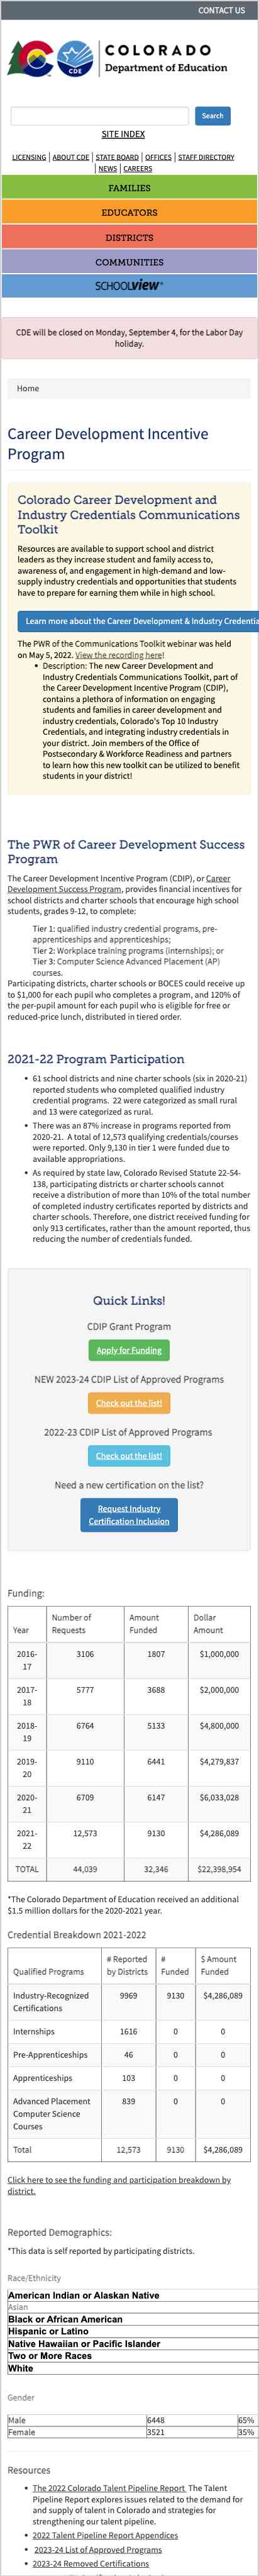 CONTACT US
COLORADO
CDE
Department of Education
Search
SITE INDEX
LICENSING | ABOUT CDE | STATE BOARD | OFFICES | STAFF DIRECTORY
| NEWS | CAREERS
FAMILIES
EDUCATORS
DISTRICTS
COMMUNITIES
SCHOOLVIEW®
CDE will be closed on Monday, September 4, for the Labor Day
holiday.
Home
Career Development Incentive
Program
Colorado Career Development and
Industry Credentials Communications
Toolkit
Resources are available to support school and district
leaders as they increase student and family access to,
awareness of, and engagement in high-demand and low-
supply industry credentials and opportunities that students
have to prepare for earning them while in high school.
Learn more about the Career Development & Industry Credentia
The PWR of the Communications Toolkit webinar was held
on May 5, 2022. View the recording here!
• Description: The new Career Development and
Industry Credentials Communications Toolkit, part of
the Career Development Incentive Program (CDIP),
contains a plethora of information on engaging
students and families in career development and
industry credentials, Colorado's Top 10 Industry
Credentials, and integrating industry credentials in
your district. Join members of the Office of
Postsecondary & Workforce Readiness and partners
to learn how this new toolkit can be utilized to benefit
students in your district!
The PWR of Career Development Success
Program
The Career Development Incentive Program (CDIP), or Career
Development Success Program, provides financial incentives for
school districts and charter schools that encourage high school
students, grades 9-12, to complete:
Tier 1: qualified industry credential programs, pre-
apprenticeships and apprenticeships;
Tier 2: Workplace training programs (internships); or
Tier 3: Computer Science Advanced Placement (AP)
courses.
Participating districts, charter schools or BOCES could receive up
to $1,000 for each pupil who completes a program, and 120% of
the per-pupil amount for each pupil who is eligible for free or
reduced-price lunch, distributed in tiered order.
2021-22 Program Participation
• 61 school districts and nine charter schools (six in 2020-21)
reported students who completed qualified industry
credential programs. 22 were categorized as small rural
and 13 were categorized as rural.
• There was an 87% increase in programs reported from
2020-21. A total of 12,573 qualifying credentials/courses
were reported. Only 9,130 in tier 1 were funded due to
available appropriations.
• As required by state law, Colorado Revised Statute 22-54-
138, participating districts or charter schools cannot
receive a distribution of more than 10% of the total number
of completed industry certificates reported by districts and
charter schools. Therefore, one district received funding for
only 913 certificates, rather than the amount reported, thus
reducing the number of credentials funded.
Quick Links!
CDIP Grant Program
Apply for Funding
NEW 2023-24 CDIP List of Approved Programs
Check out the list!
2022-23 CDIP List of Approved Programs
Check out the list!
Need a new certification on the list?
Request Industry
Certification Inclusion
Funding:
Year Number of Requests Amount Funded Dollar Amount
2016-17 3106 1807 $1,000,000
2017-18 5777 3688 $2,000,000
2018-19 6764 5133 $4,800,000
2019-20 9110 6441 $4,279,837
2020-21 6709 6147 $6,033,028
2021-22 12,573 9130 $4,286,089
TOTAL 44,039 32,346 $22,398,954
*The Colorado Department of Education received an additional
$1.5 million dollars for the 2020-2021 year.
Credential Breakdown 2021-2022
Qualified Programs # Reported by Districts # Funded $ Amount Funded
Industry-Recognized Certifications 9969 9130 $4,286,089
Internships 1616 0 0
Pre-Apprenticeships 46 0 0
Apprenticeships 103 0 0
Advanced Placement Computer Science Courses 839 0 0
Total 12,573 9130 $4,286,089
Click here to see the funding and participation breakdown by
district.
Reported Demographics:
*This data is self reported by participating districts.
Race/Ethnicity
American Indian or Alaskan Native
Asian
Black or African American
Hispanic or Latino
Native Hawaiian or Pacific Islander
Two or More Races
White
Gender
Male 6448 65%
Female 3521 35%
Resources
• The 2022 Colorado Talent Pipeline Report The Talent
Pipeline Report explores issues related to the demand for
and supply of talent in Colorado and strategies for
strengthening our talent pipeline.
• 2022 Talent Pipeline Report Appendices
• 2023-24 List of Approved Programs
• 2023-24 Removed Certifications